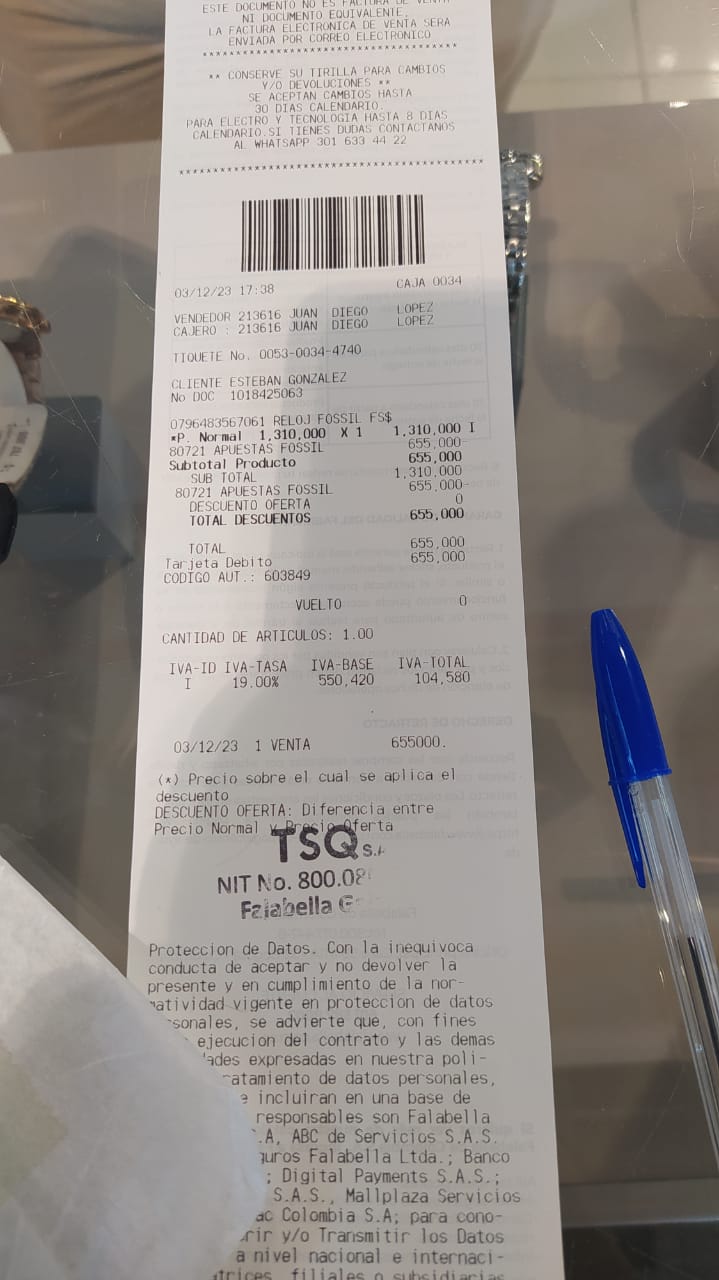 ESTE DOCUMENTO NO ES FACTURA DE VENTA
NI DOCUMENTO EQUIVALENTE.
LA FACTURA ELECTRONICA DE VENTA SERA
ENVIADA POR CORREO ELECTRONICO
** CONSERVE SU TIRILLA PARA CAMBIOS
Y/O DEVOLUCIONES **
SE ACEPTAN CAMBIOS HASTA
30 DIAS CALENDARIO.
PARA ELECTRO Y TECNOLOGIA HASTA 8 DIAS
CALENDARIO.SI TIENES DUDAS CONTACTANOS
AL WHATSAPP 301 633 44 22
03/12/23 17:38 CAJA 0034
VENDEDOR 213616 JUAN DIEGO LOPEZ
CAJERO : 213616 JUAN DIEGO LOPEZ
TIQUETE No. 0053-0034-4740
CLIENTE ESTEBAN GONZALEZ
No DOC 1018425063
0796483567061 RELOJ FOSSIL FS$
*P. Normal 1,310,000 X 1 1,310,000 I
80721 APUESTAS FOSSIL 655,000-
Subtotal Producto 655,000
SUB TOTAL 1,310,000
80721 APUESTAS FOSSIL 655,000-
DESCUENTO OFERTA 0
TOTAL DESCUENTOS 655,000
TOTAL 655,000
Tarjeta Debito 655,000
CODIGO AUT.: 603849
VUELTO 0
CANTIDAD DE ARTICULOS: 1.00
IVA-ID IVA-TASA IVA-BASE IVA-TOTAL
I 19.00% 550,420 104,580
03/12/23 1 VENTA 655000.
(*) Precio sobre el cual se aplica el
descuento
DESCUENTO OFERTA: Diferencia entre
Precio Normal y Precio Oferta
TSQ S.A
NIT No. 800.08
Falabella
Proteccion de Datos. Con la inequivoca
conducta de aceptar y no devolver la
presente y en cumplimiento de la nor-
matividad vigente en proteccion de datos
sonales, se advierte que, con fines
ejecucion del contrato y las demas
dades expresadas en nuestra poli-
ratamiento de datos personales,
e incluiran en una base de
responsables son Falabella
.A, ABC de Servicios S.A.S.
guros Falabella Ltda.; Banco
; Digital Payments S.A.S.;
S.A.S., Mallplaza Servicios
ac Colombia S.A; para cono-
rir y/o Transmitir los Datos
a nivel nacional e internaci-
trices, filiales o subsidiarias